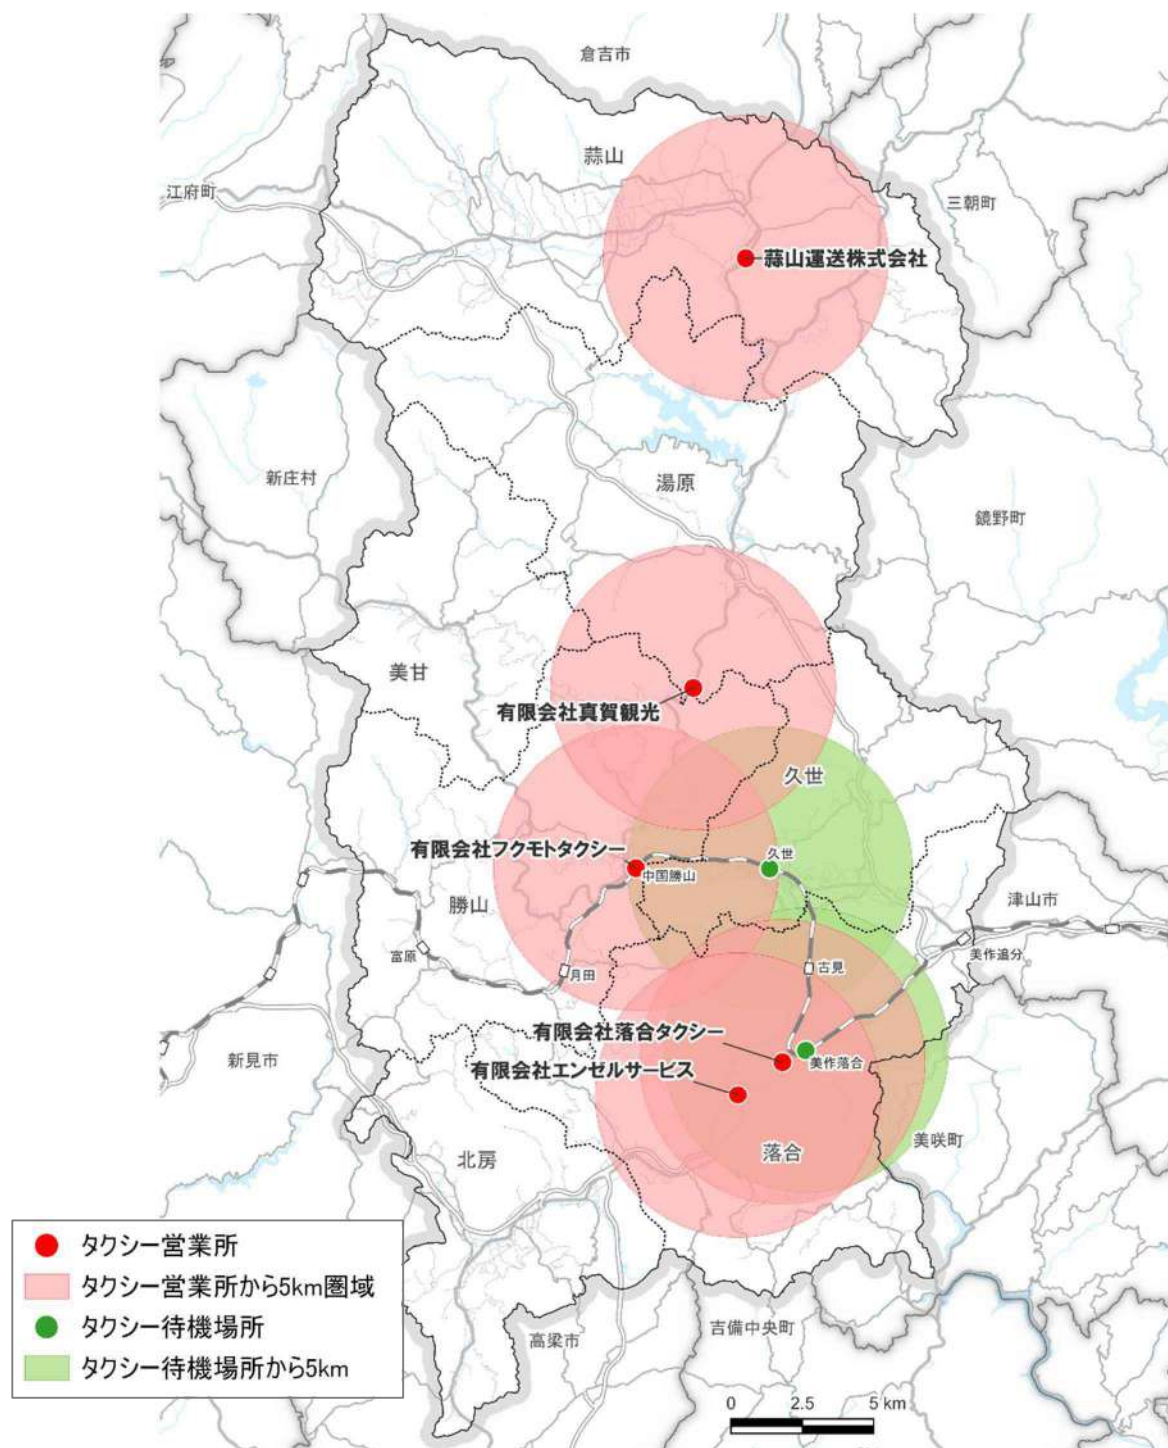 倉吉市
蒜山
江府町
三朝町
蒜山運送株式会社
新庄村
湯原
鏡野町
美甘
有限会社真賀観光
久世
有限会社フクモトタクシー
久世
中国勝山
勝山
津山市
富原
月田
古見
美作追分
有限会社落合タクシー
美作落合
新見市
有限会社エンゼルサービス
美咲町
落合
北房
タクシー営業所
タクシー営業所から5km圏域
タクシー待機場所
タクシー待機場所から5km
高梁市
吉備中央町
0 2.5 5 km